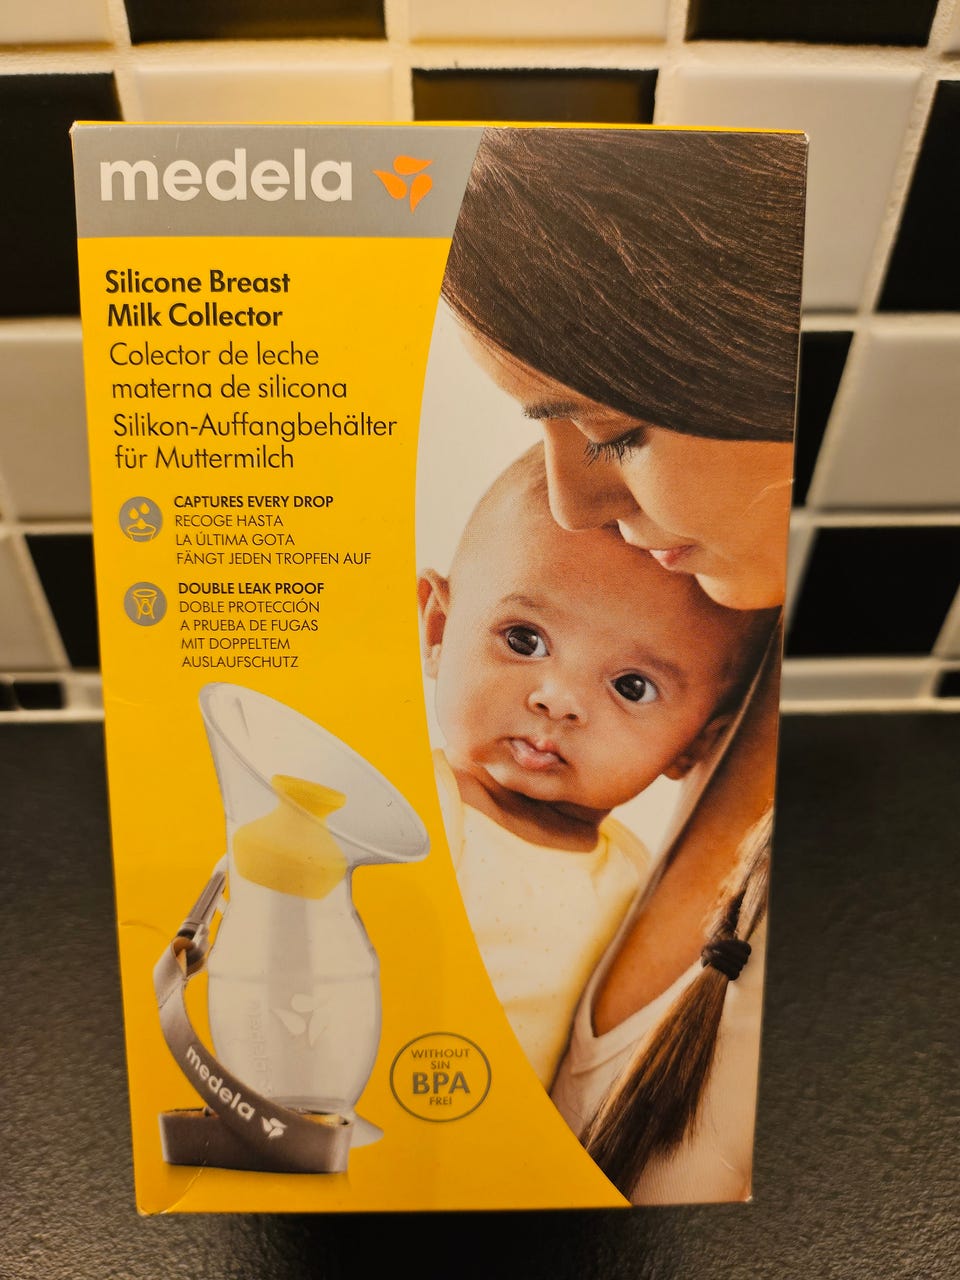 medela
Silicone Breast
Milk Collector
Colector de leche
materna de silicona
Silikon-Auffangbehälter
für Muttermilch
CAPTURES EVERY DROP
RECOGE HASTA
LA ÚLTIMA GOTA
FÄNGT JEDEN TROPFEN AUF
DOUBLE LEAK PROOF
DOBLE PROTECCIÓN
A PRUEBA DE FUGAS
MIT DOPPELTEM
AUSLAUFSCHUTZ
medela
medela
WITHOUT
SIN
BPA
FREI